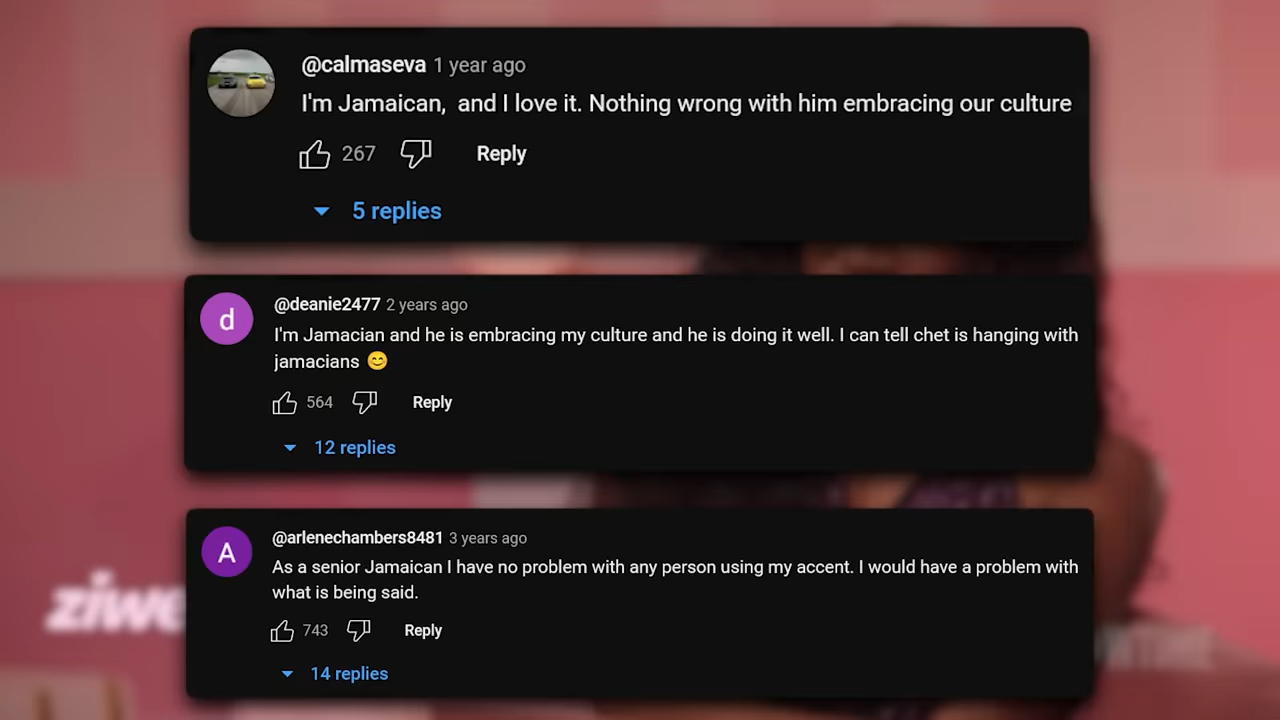 @calmaseva 1 year ago
I'm Jamaican, and I love it. Nothing wrong with him embracing our culture
267 Reply
5 replies
d
@deanie2477 2 years ago
I'm Jamacian and he is embracing my culture and he is doing it well. I can tell chet is hanging with
jamacians 😊
564 Reply
12 replies
A
@arlenechambers8481 3 years ago
As a senior Jamaican I have no problem with any person using my accent. I would have a problem with
what is being said.
743 Reply
14 replies
ziwe